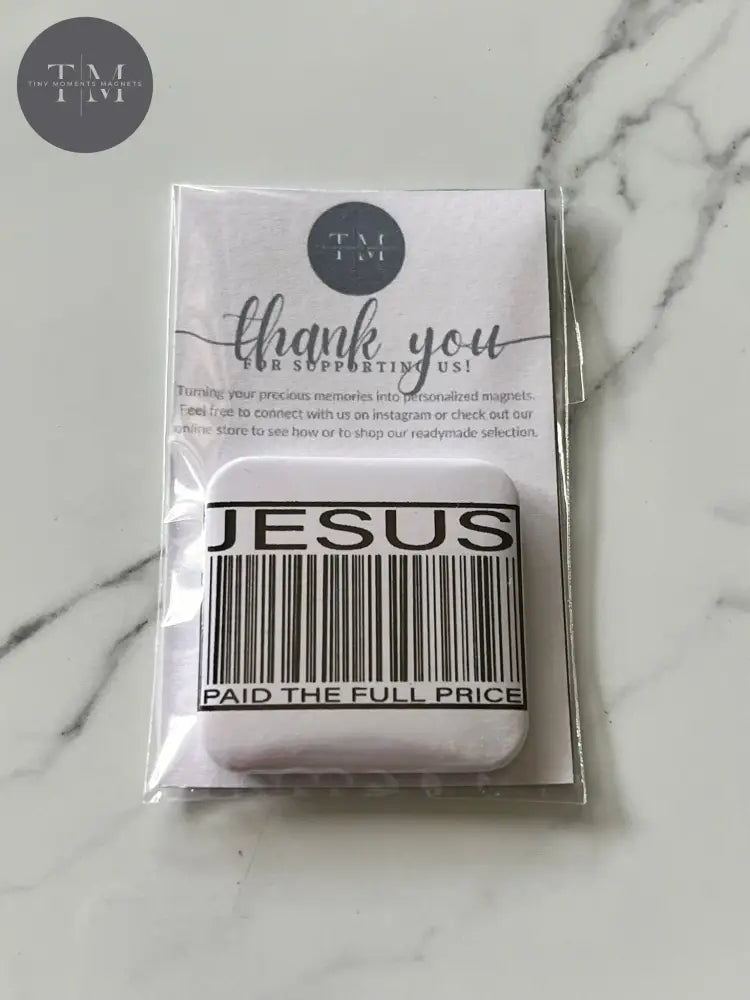 T M
TINY MOMENTS MAGNETS
T M
thank you
FOR SUPPORTING US!
Turning your precious memories into personalized magnets.
Feel free to connect with us on instagram or check out our
online store to see how or to shop our readymade selection.
JESUS
PAID THE FULL PRICE